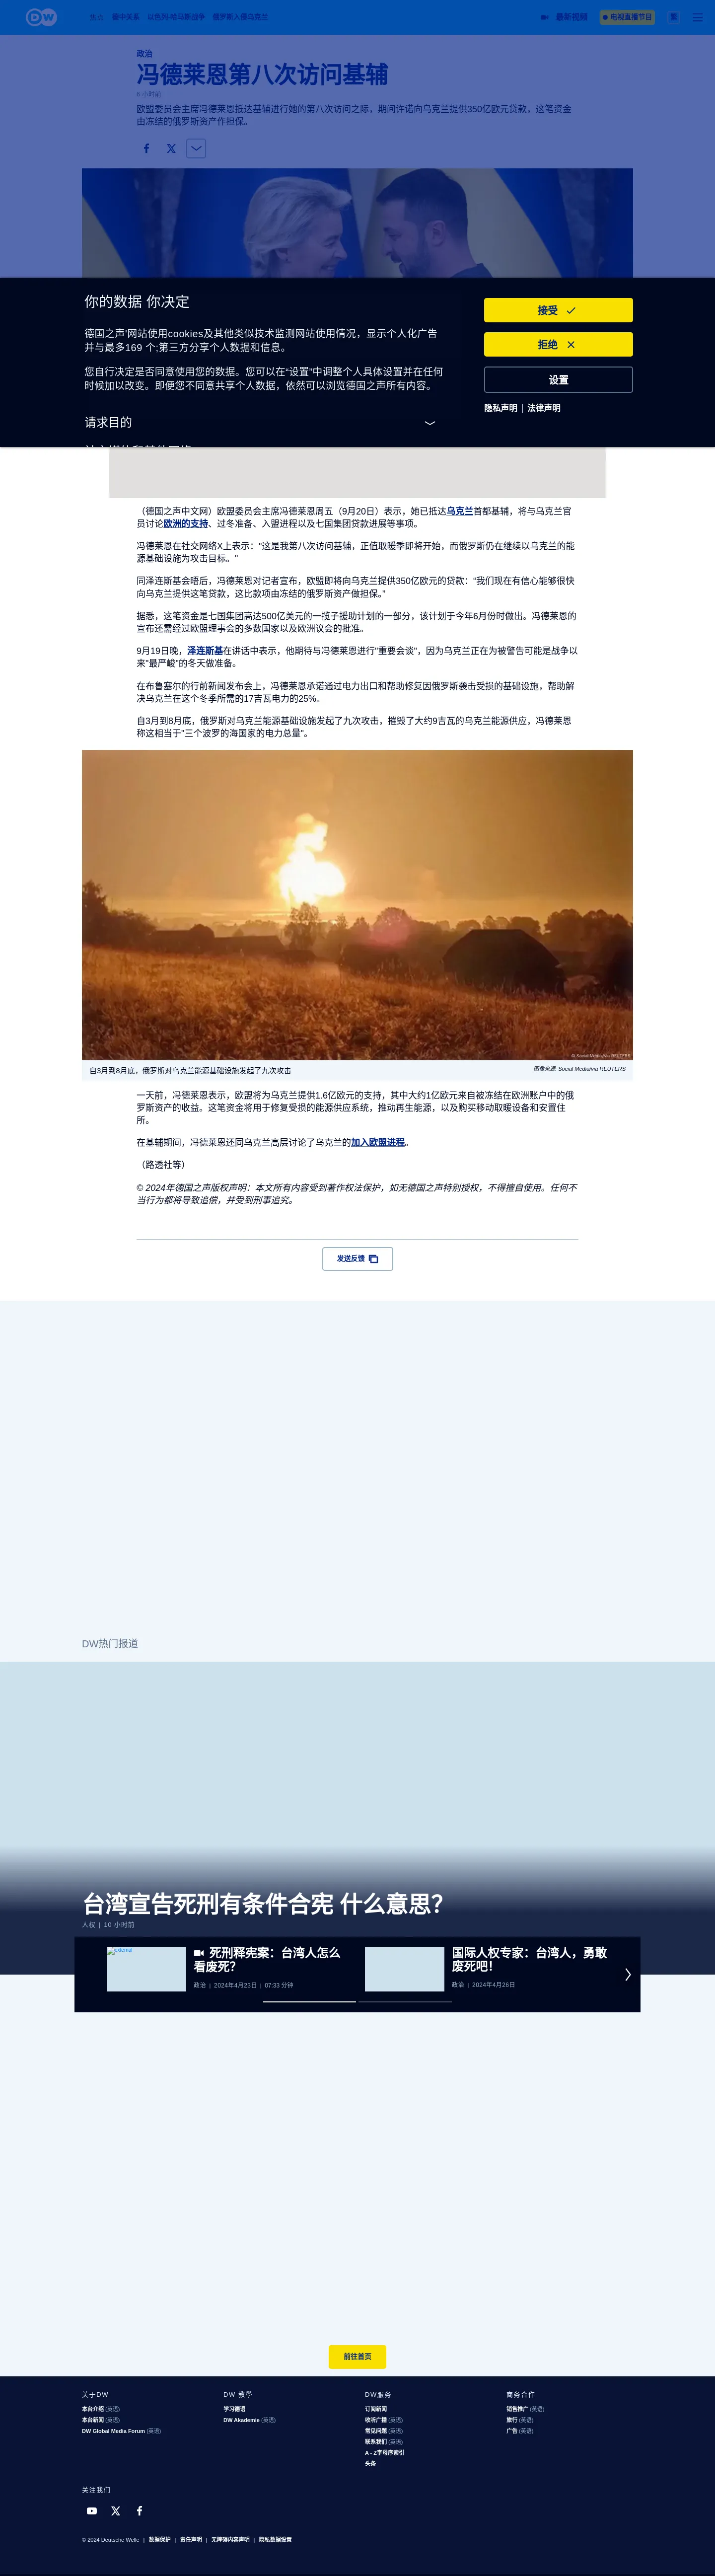 DW
焦点 德中关系 以色列-哈马斯战争 俄罗斯入侵乌克兰
最新视频
电视直播节目
繁
政治
冯德莱恩第八次访问基辅
6 小时前
欧盟委员会主席冯德莱恩抵达基辅进行她的第八次访问之际，期间许诺向乌克兰提供350亿欧元贷款，这笔资金
由冻结的俄罗斯资产作担保。
你的数据 你决定
德国之声'网站使用cookies及其他类似技术监测网站使用情况，显示个人化广告
并与最多169 个;第三方分享个人数据和信息。
您自行决定是否同意使用您的数据。您可以在“设置”中调整个人具体设置并在任何
时候加以改变。即便您不同意共享个人数据，依然可以浏览德国之声所有内容。
请求目的
接受
拒绝
设置
隐私声明 | 法律声明
（德国之声中文网）欧盟委员会主席冯德莱恩周五（9月20日）表示，她已抵达乌克兰首都基辅，将与乌克兰官
员讨论欧洲的支持、过冬准备、入盟进程以及七国集团贷款进展等事项。
冯德莱恩在社交网络X上表示：“这是我第八次访问基辅，正值取暖季即将开始，而俄罗斯仍在继续以乌克兰的能
源基础设施为攻击目标。”
同泽连斯基会晤后，冯德莱恩对记者宣布，欧盟即将向乌克兰提供350亿欧元的贷款：“我们现在有信心能够很快
向乌克兰提供这笔贷款，这比款项由冻结的俄罗斯资产做担保。”
据悉，这笔资金是七国集团高达500亿美元的一揽子援助计划的一部分，该计划于今年6月份时做出。冯德莱恩的
宣布还需经过欧盟理事会的多数国家以及欧洲议会的批准。
9月19日晚，泽连斯基在讲话中表示，他期待与冯德莱恩进行“重要会谈”，因为乌克兰正在为被警告可能是战争以
来“最严峻”的冬天做准备。
在布鲁塞尔的行前新闻发布会上，冯德莱恩承诺通过电力出口和帮助修复因俄罗斯袭击受损的基础设施，帮助解
决乌克兰在这个冬季所需的17吉瓦电力的25%。
自3月到8月底，俄罗斯对乌克兰能源基础设施发起了九次攻击，摧毁了大约9吉瓦的乌克兰能源供应，冯德莱恩
称这相当于“三个波罗的海国家的电力总量”。
© Social Media/via REUTERS
自3月到8月底，俄罗斯对乌克兰能源基础设施发起了九次攻击
图像来源: Social Media/via REUTERS
一天前，冯德莱恩表示，欧盟将为乌克兰提供1.6亿欧元的支持，其中大约1亿欧元来自被冻结在欧洲账户中的俄
罗斯资产的收益。这笔资金将用于修复受损的能源供应系统，推动再生能源，以及购买移动取暖设备和安置住
所。
在基辅期间，冯德莱恩还同乌克兰高层讨论了乌克兰的加入欧盟进程。
（路透社等）
© 2024年德国之声版权声明：本文所有内容受到著作权法保护，如无德国之声特别授权，不得擅自使用。任何不
当行为都将导致追偿，并受到刑事追究。
发送反馈
DW热门报道
台湾宣告死刑有条件合宪 什么意思？
人权 | 10 小时前
external
死刑释宪案：台湾人怎么
看废死？
政治 | 2024年4月23日 | 07:33 分钟
国际人权专家：台湾人，勇敢
废死吧！
政治 | 2024年4月26日
前往首页
关于DW
本台介绍 (英语)
本台新闻 (英语)
DW Global Media Forum (英语)
DW 教學
学习德语
DW Akademie (英语)
DW服务
订阅新闻
收听广播 (英语)
常见问题 (英语)
联系我们 (英语)
A - Z字母序索引
头条
商务合作
销售推广 (英语)
旅行 (英语)
广告 (英语)
关注我们
© 2024 Deutsche Welle | 数据保护 | 责任声明 | 无障碍内容声明 | 隐私数据设置